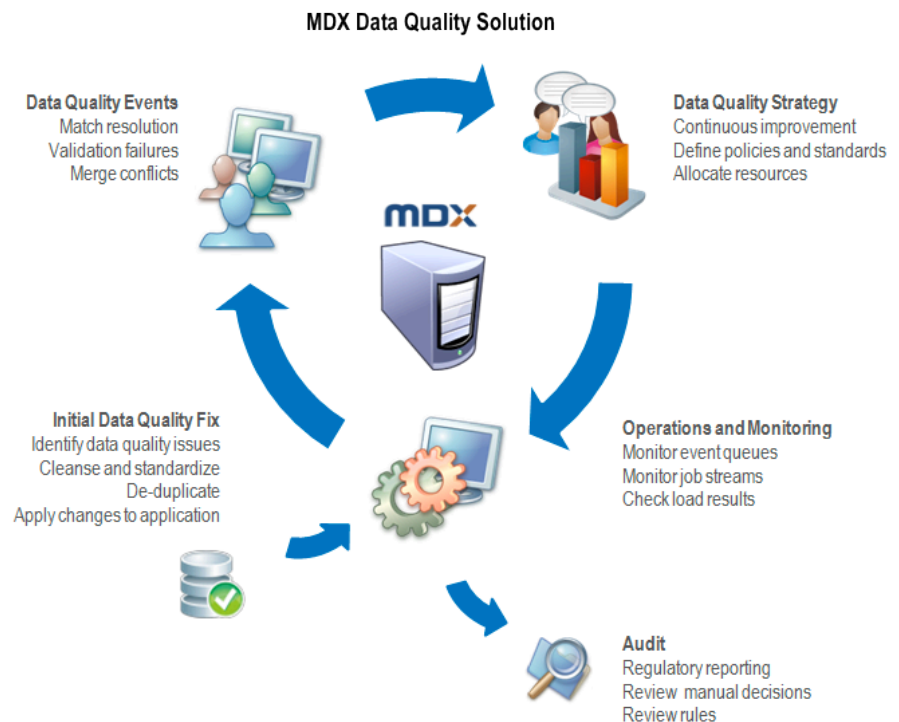 MDX Data Quality Solution
Data Quality Events
Match resolution
Validation failures
Merge conflicts
Data Quality Strategy
Continuous improvement
Define policies and standards
Allocate resources
MDX
Initial Data Quality Fix
Identify data quality issues
Cleanse and standardize
De-duplicate
Apply changes to application
Operations and Monitoring
Monitor event queues
Monitor job streams
Check load results
Audit
Regulatory reporting
Review manual decisions
Review rules